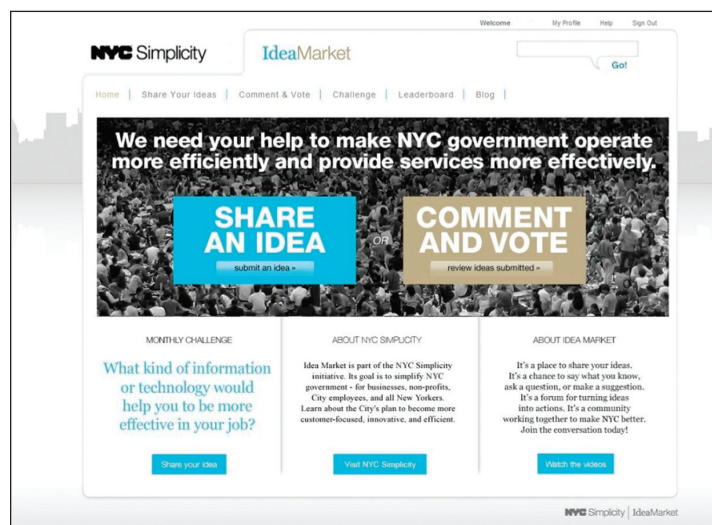 Welcome My Profile Help Sign Out
NYC Simplicity IdeaMarket
Go!
Home | Share Your Ideas | Comment & Vote | Challenge | Leaderboard | Blog |
We need your help to make NYC government operate
more efficiently and provide services more effectively.
SHARE
AN IDEA
submit an idea »
OR
COMMENT
AND VOTE
review ideas submitted »
MONTHLY CHALLENGE
What kind of information
or technology would
help you to be more
effective in your job?
Share your idea
ABOUT NYC SIMPLICITY
Idea Market is part of the NYC Simplicity
initiative. Its goal is to simplify NYC
government - for businesses, non-profits,
City employees, and all New Yorkers.
Learn about the City's plan to become more
customer-focused, innovative, and efficient.
Visit NYC Simplicity
ABOUT IDEA MARKET
It's a place to share your ideas.
It's a chance to say what you know,
ask a question, or make a suggestion.
It's a forum for turning ideas
into actions. It's a community
working together to make NYC better.
Join the conversation today!
Watch the videos
NYC Simplicity | IdeaMarket